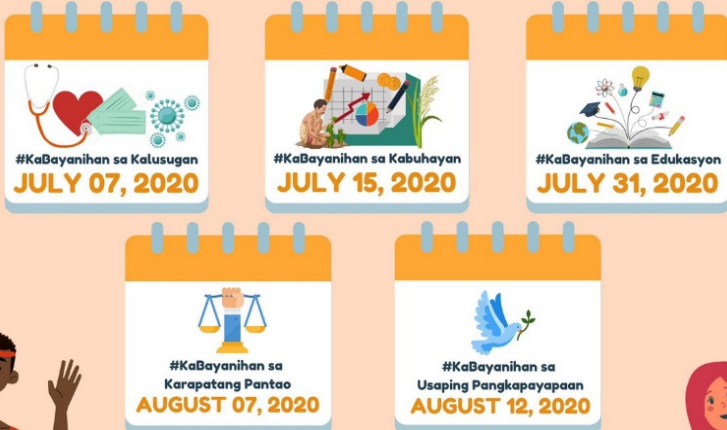 #KaBayanihan sa Kalusugan
JULY 07, 2020
#KaBayanihan sa Kabuhayan
JULY 15, 2020
#KaBayanihan sa Edukasyon
JULY 31, 2020
#KaBayanihan sa
Karapatang Pantao
AUGUST 07, 2020
#KaBayanihan sa
Usaping Pangkapayapaan
AUGUST 12, 2020